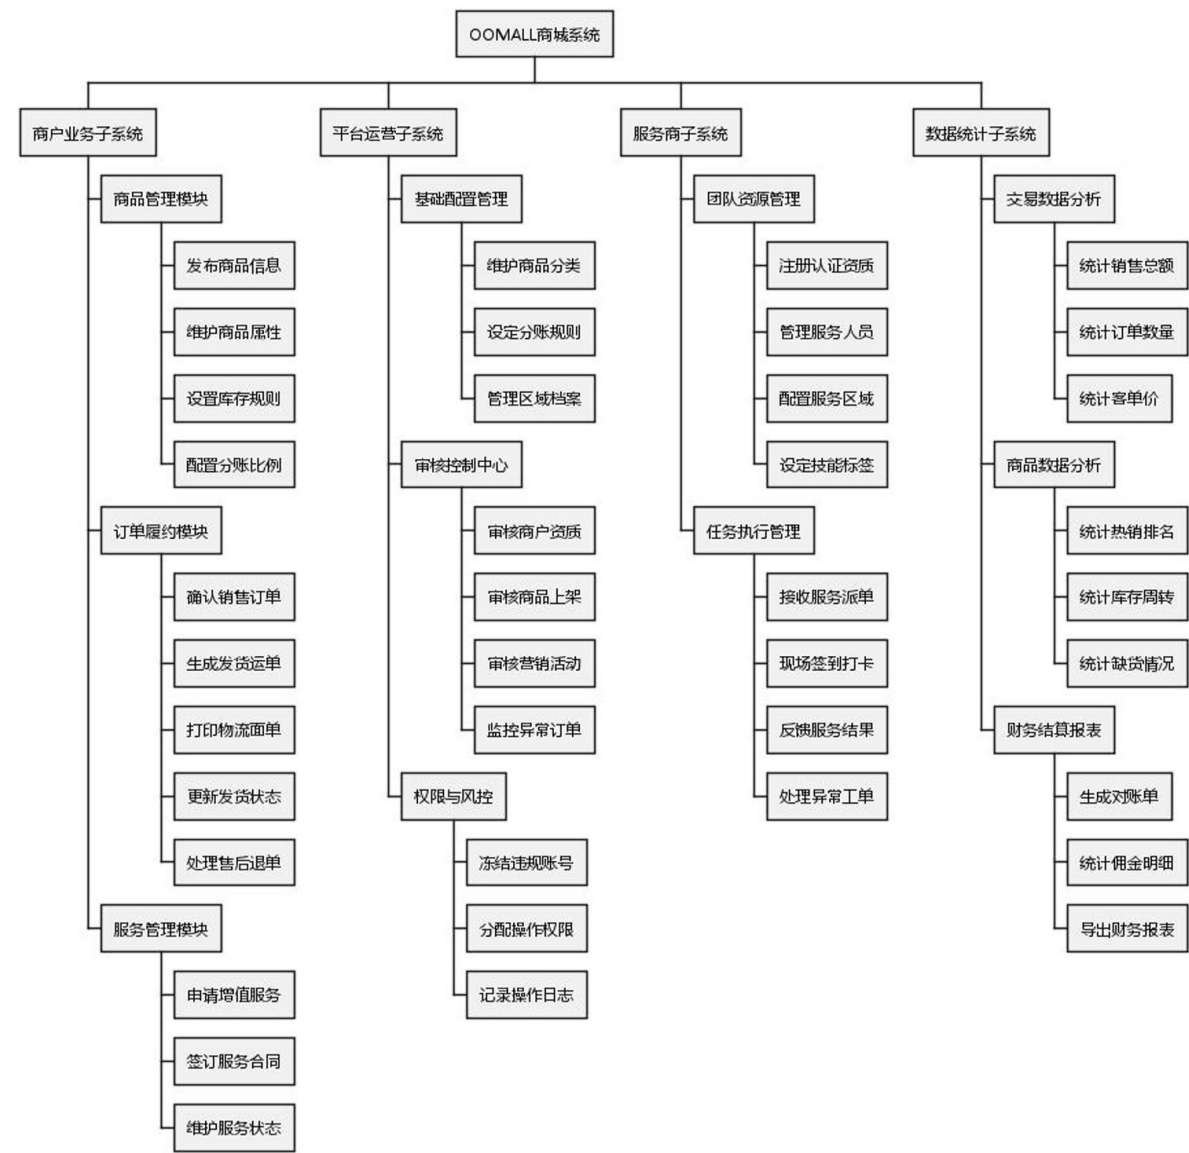 OOMALL商城系统
商户业务子系统
商品管理模块
发布商品信息
维护商品属性
设置库存规则
配置分账比例
订单履约模块
确认销售订单
生成发货运单
打印物流面单
更新发货状态
处理售后退单
服务管理模块
申请增值服务
签订服务合同
维护服务状态
平台运营子系统
基础配置管理
维护商品分类
设定分账规则
管理区域档案
审核控制中心
审核商户资质
审核商品上架
审核营销活动
监控异常订单
权限与风控
冻结违规账号
分配操作权限
记录操作日志
服务商子系统
团队资源管理
注册认证资质
管理服务人员
配置服务区域
设定技能标签
任务执行管理
接收服务派单
现场签到打卡
反馈服务结果
处理异常工单
数据统计子系统
交易数据分析
统计销售总额
统计订单数量
统计客单价
商品数据分析
统计热销排名
统计库存周转
统计缺货情况
财务结算报表
生成对账单
统计佣金明细
导出财务报表